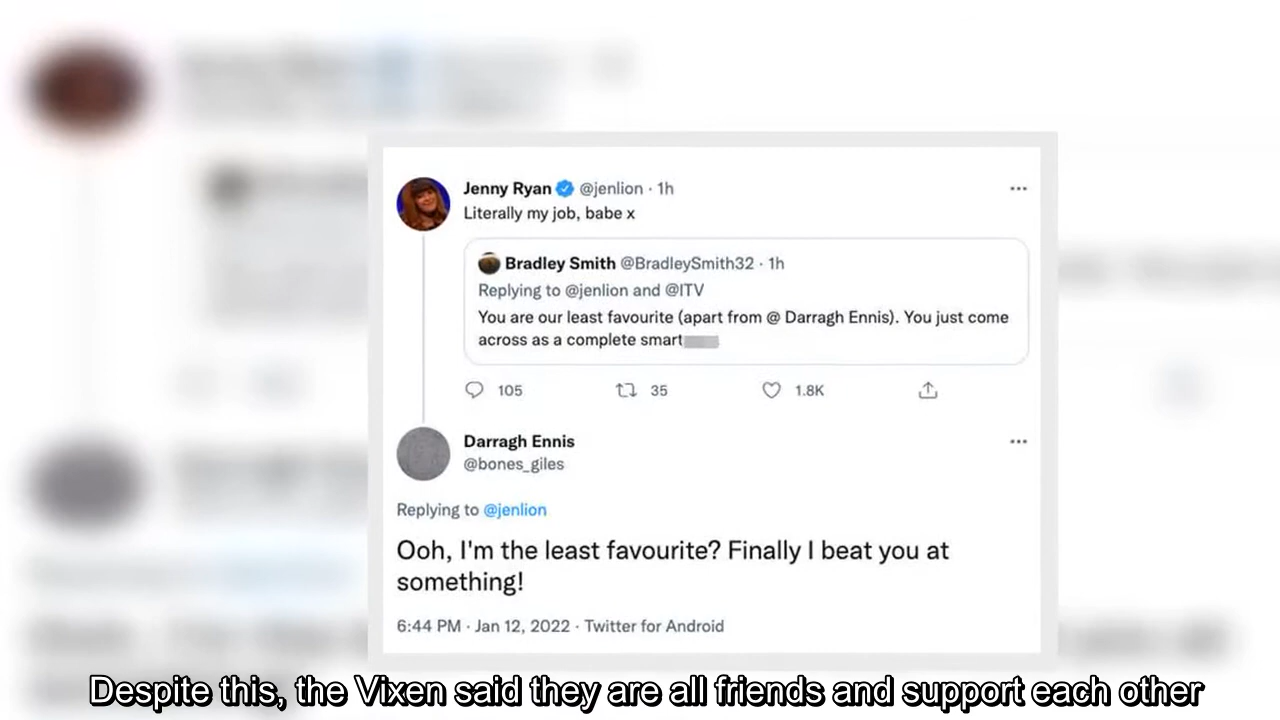 Jenny Ryan @jenlion · 1h
Literally my job, babe x
Bradley Smith @BradleySmith32 · 1h
Replying to @jenlion and @ITV
You are our least favourite (apart from @ Darragh Ennis). You just come
across as a complete smart
105 35 1.8K
Darragh Ennis
@bones_giles
Replying to @jenlion
Ooh, I'm the least favourite? Finally I beat you at
something!
6:44 PM · Jan 12, 2022 · Twitter for Android
Despite this, the Vixen said they are all friends and support each other